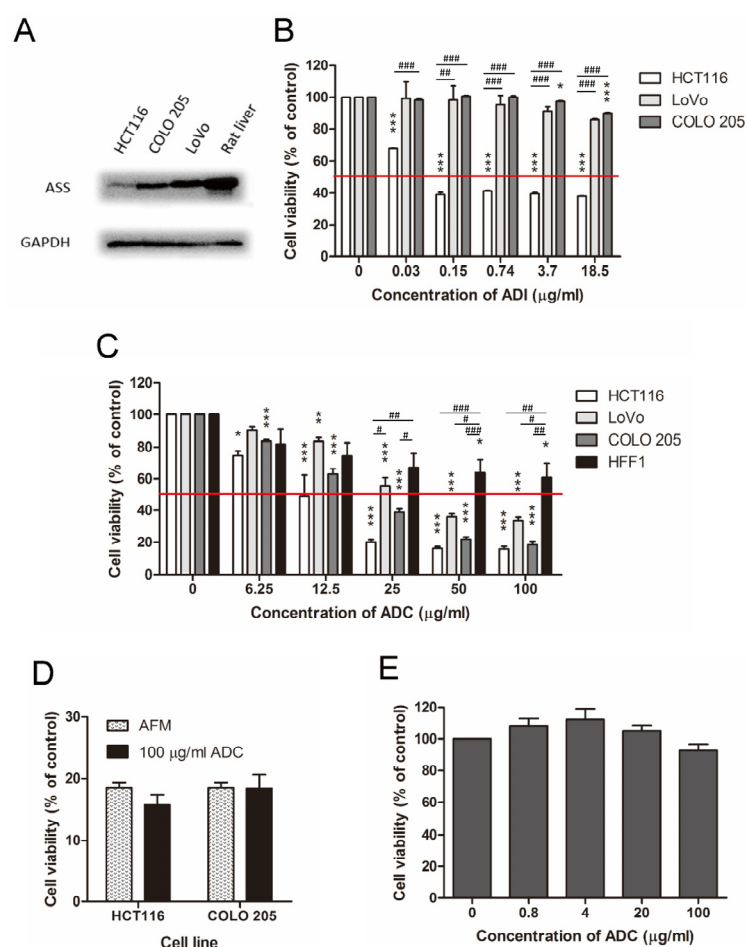 A
HCT116
COLO 205
LoVo
Rat liver
ASS
GAPDH
B
Cell viability (% of control)
120
100
80
60
40
20
0
***
***
***
***
***
*
***
###
###
##
###
###
###
###
###
###
HCT116
LoVo
COLO 205
0 0.03 0.15 0.74 3.7 18.5
Concentration of ADI (μg/ml)
C
Cell viability (% of control)
120
100
80
60
40
20
0
*
***
***
**
***
##
# #
***
***
***
###
#
###
***
***
***
*
##
#
##
***
***
***
*
HCT116
LoVo
COLO 205
HFF1
0 6.25 12.5 25 50 100
Concentration of ADC (μg/ml)
D
Cell viability (% of control)
30
20
10
0
AFM
100 μg/ml ADC
HCT116 COLO 205
Cell line
E
Cell viability (% of control)
120
100
80
60
40
20
0
0 0.8 4 20 100
Concentration of ADC (μg/ml)